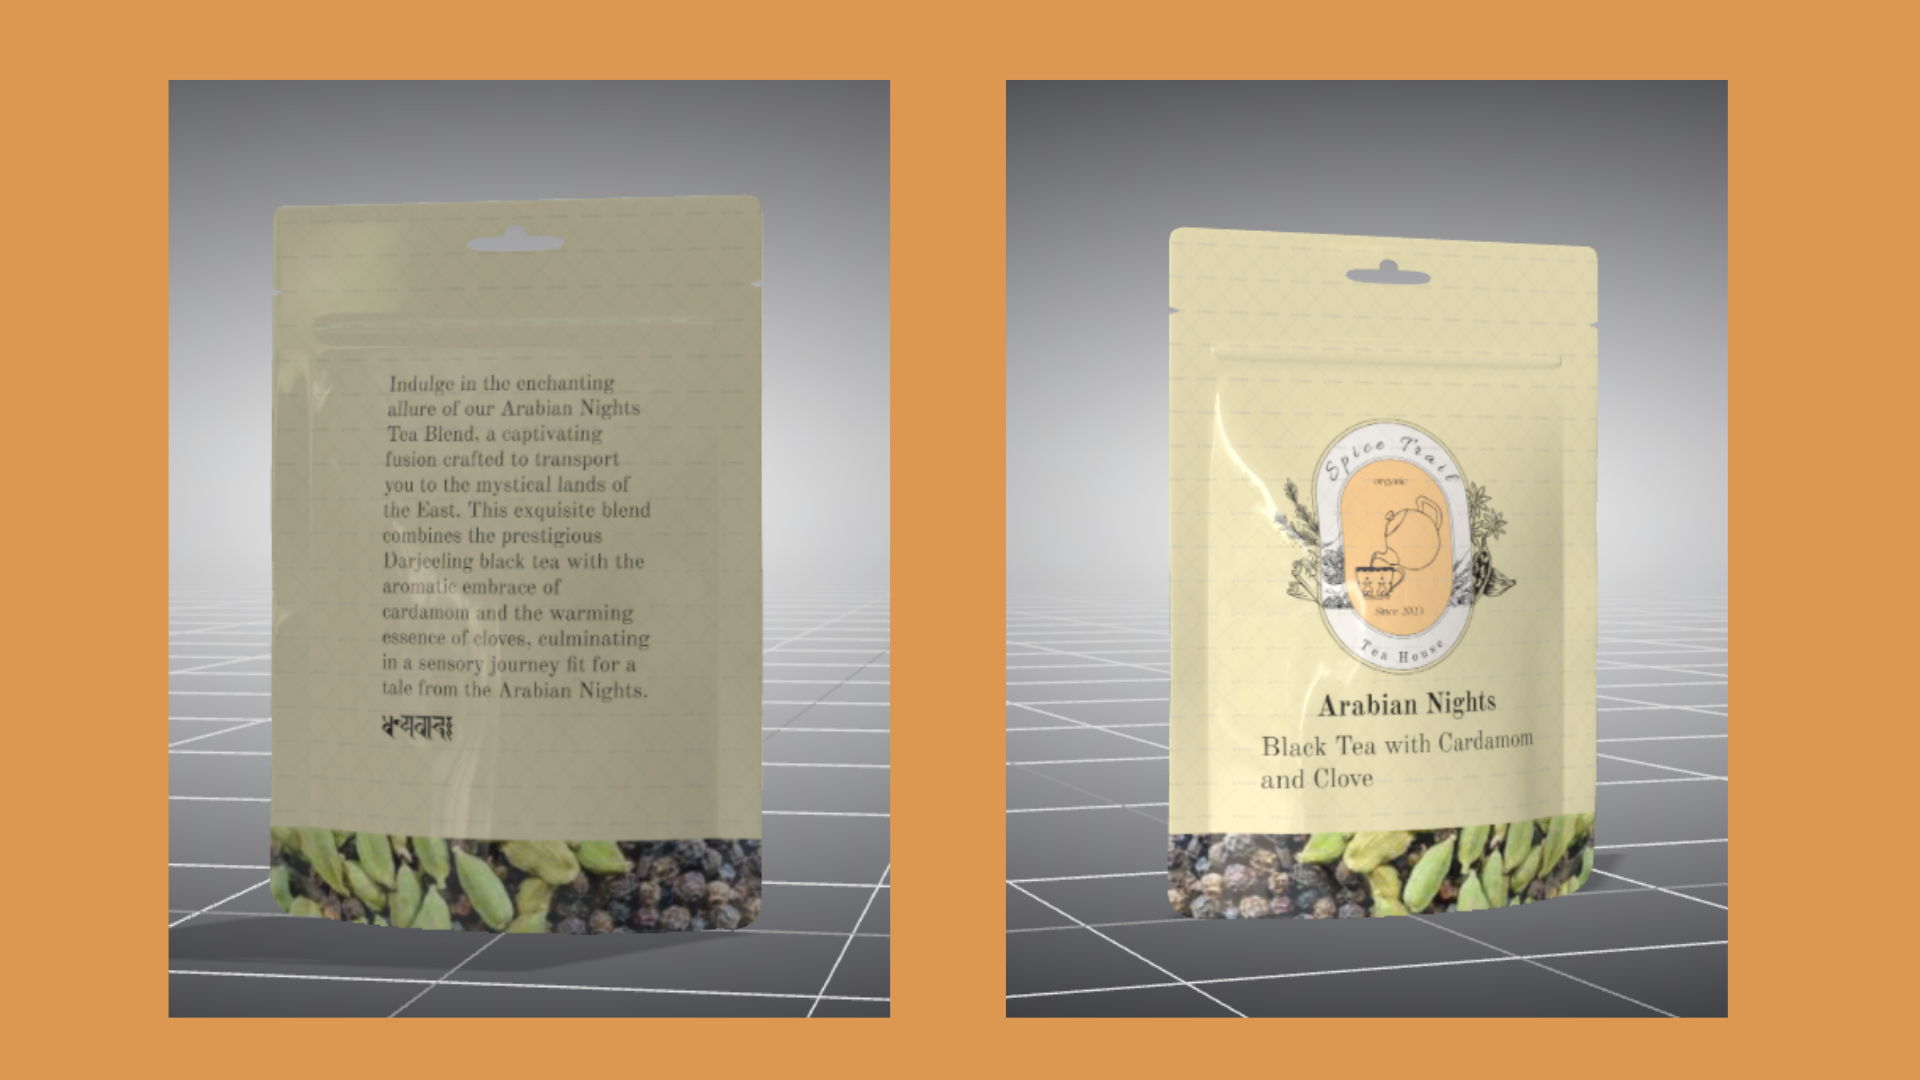 Indulge in the enchanting
allure of our Arabian Nights
Tea Blend, a captivating
fusion crafted to transport
you to the mystical lands of
the East. This exquisite blend
combines the prestigious
Darjeeling black tea with the
aromatic embrace of
cardamom and the warming
essence of cloves, culminating
in a sensory journey fit for a
tale from the Arabian Nights.
धन्यवादः
Spice Trail
organic
Since 2023
Tea House
Arabian Nights
Black Tea with Cardamom
and Clove